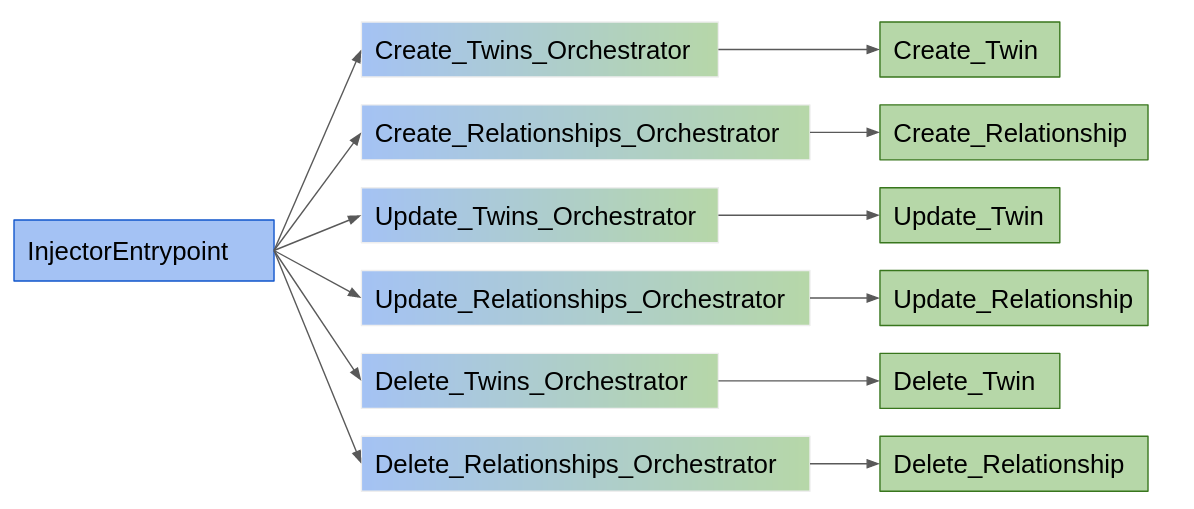 Create_Twins_Orchestrator
Create_Twin
Create_Relationships_Orchestrator
Create_Relationship
Update_Twins_Orchestrator
Update_Twin
InjectorEntrypoint
Update_Relationships_Orchestrator
Update_Relationship
Delete_Twins_Orchestrator
Delete_Twin
Delete_Relationships_Orchestrator
Delete_Relationship